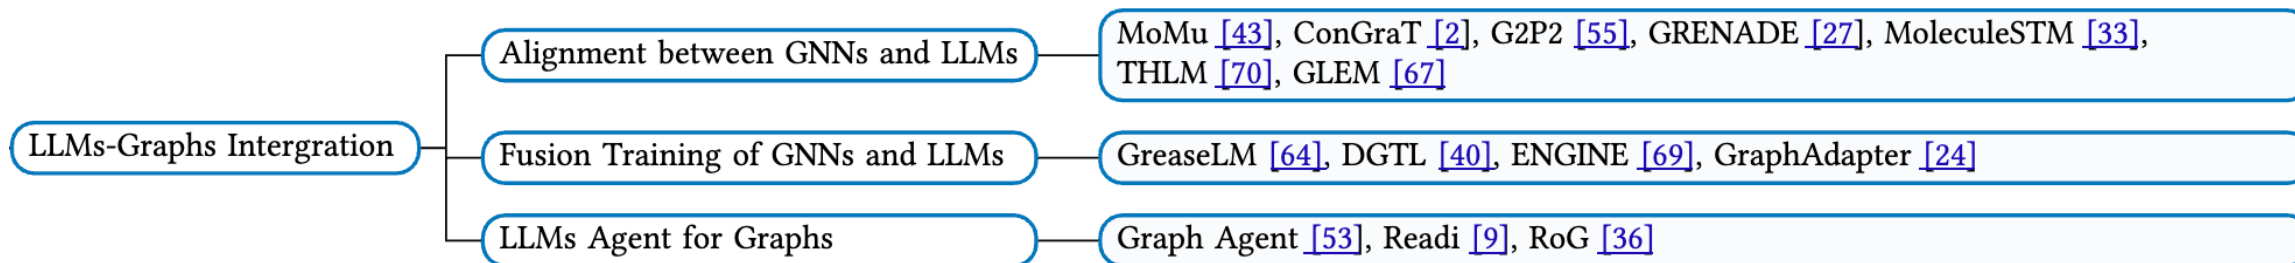 LLMs-Graphs Intergration
Alignment between GNNs and LLMs
MoMu [43], ConGraT [2], G2P2 [55], GRENADE [27], MoleculeSTM [33],
THLM [70], GLEM [67]
Fusion Training of GNNs and LLMs
GreaseLM [64], DGTL [40], ENGINE [69], GraphAdapter [24]
LLMs Agent for Graphs
Graph Agent [53], Readi [9], RoG [36]